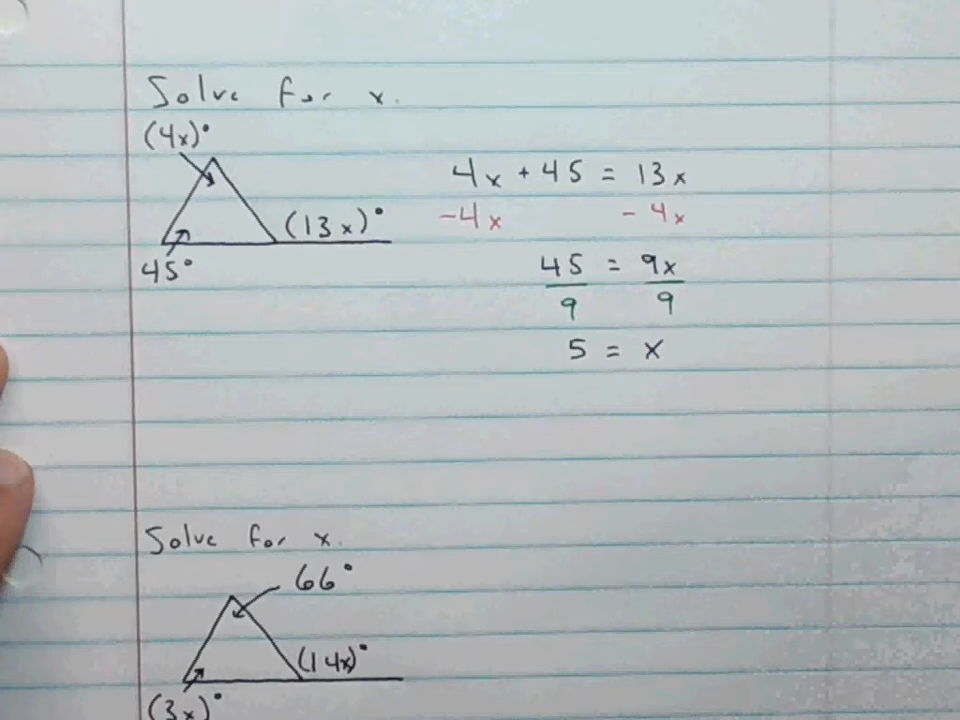 Solve for x.
(4x)°
(13x)°
45°
4x + 45 = 13x
-4x - 4x
45 = 9x
9 9
5 = x
Solve for x.
66°
(14x)°
(3x)°